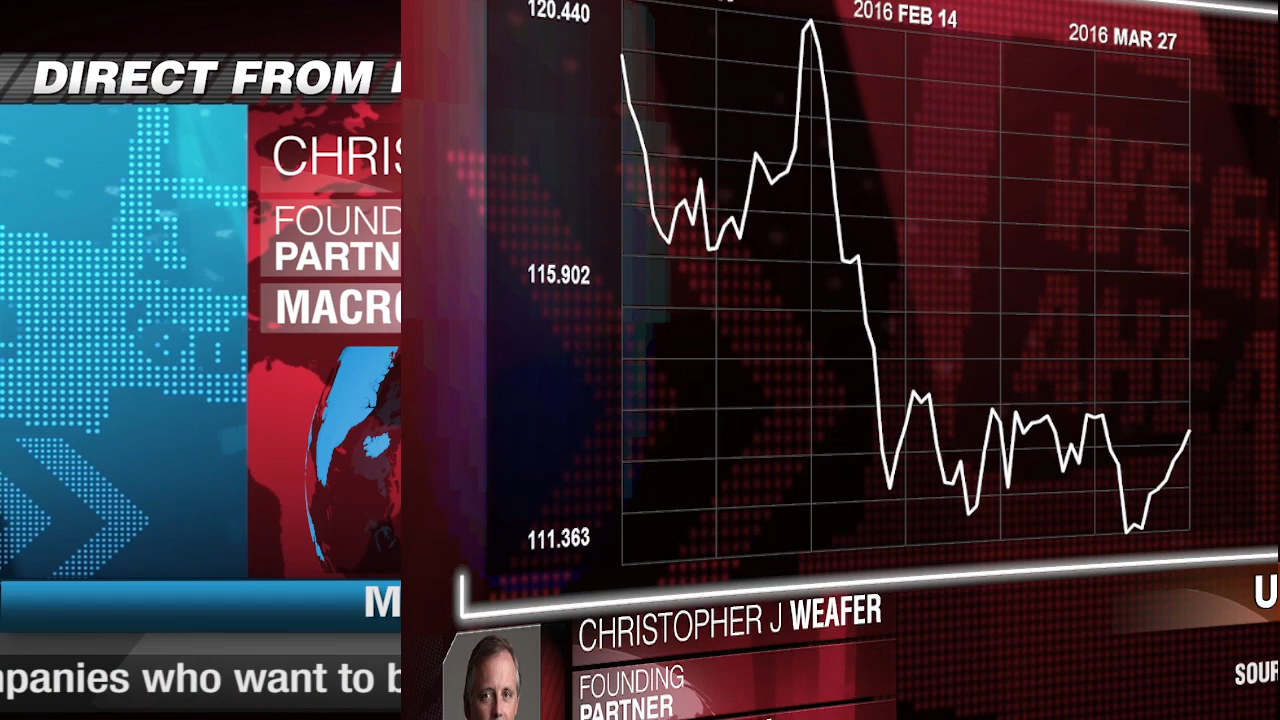 DIRECT FROM
CHRIS
FOUND
PARTN
MACRO
M
mpanies who want to b
120.440
2016 FEB 14
2016 MAR 27
115.902
111.363
CHRISTOPHER J WEAFER
FOUNDING
PARTNER
U
SOUR